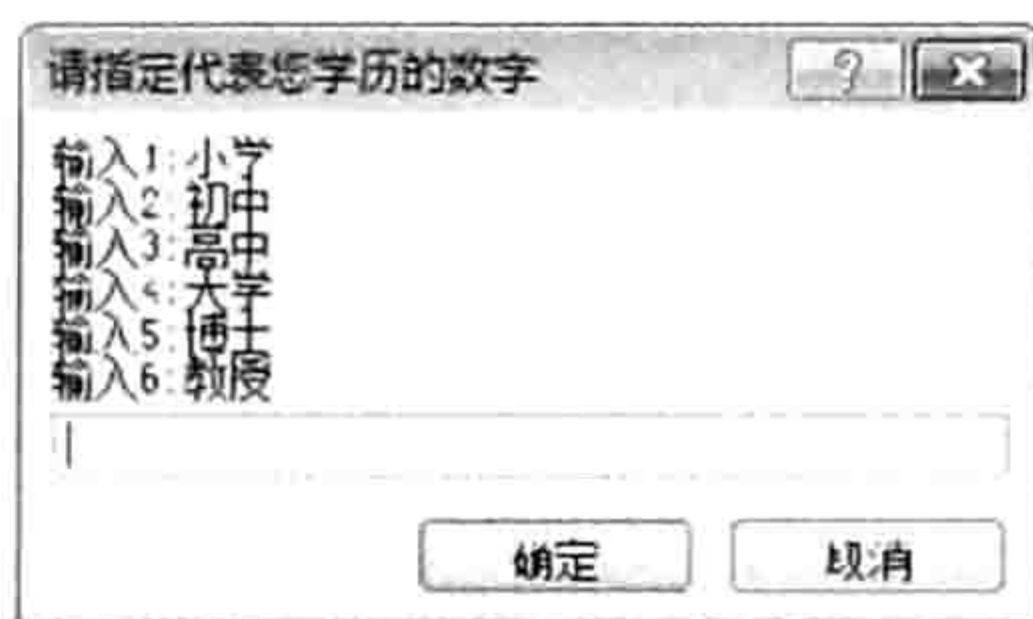 请指定代表您学历的数字
输入1:小学
输入2:初中
输入3:高中
输入4:大学
输入5:博士
输入6:教授
确定 取消